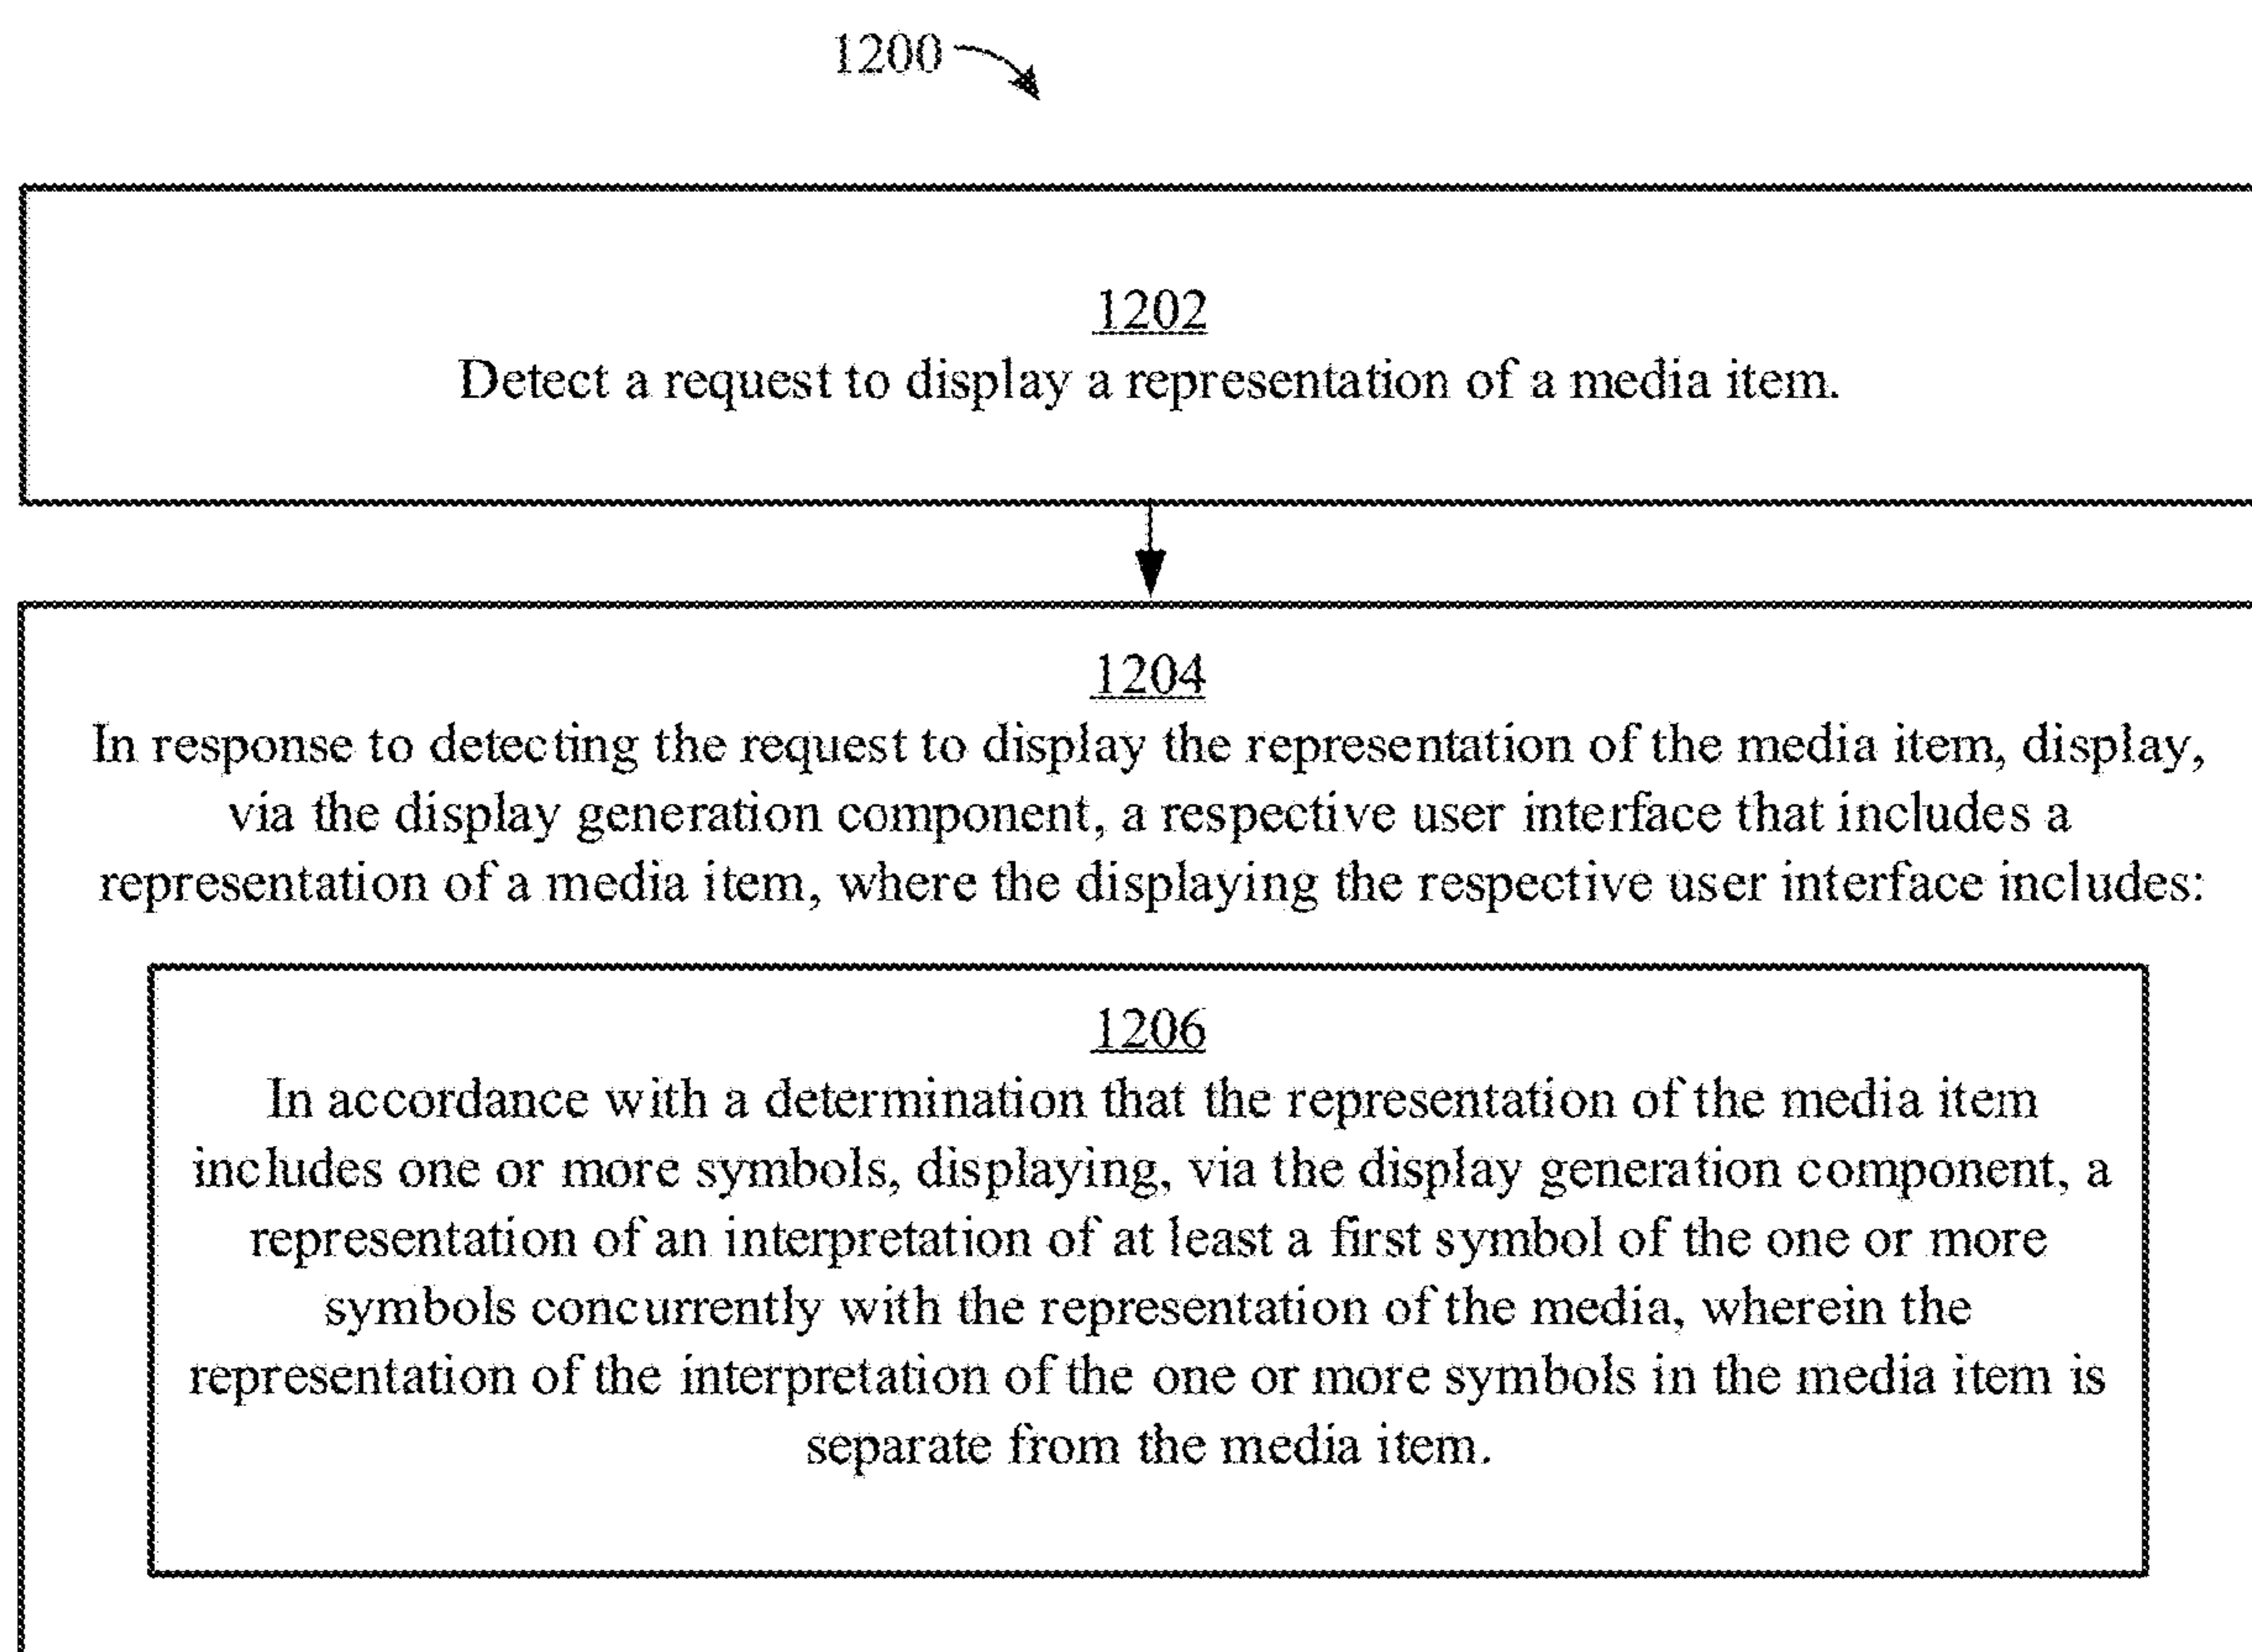 1200
1202
Detect a request to display a representation of a media item.
1204
In response to detecting the request to display the representation of the media item, display,
via the display generation component, a respective user interface that includes a
representation of a media item, where the displaying the respective user interface includes:
1206
In accordance with a determination that the representation of the media item
includes one or more symbols, displaying, via the display generation component, a
representation of an interpretation of at least a first symbol of the one or more
symbols concurrently with the representation of the media, wherein the
representation of the interpretation of the one or more symbols in the media item is
separate from the media item.